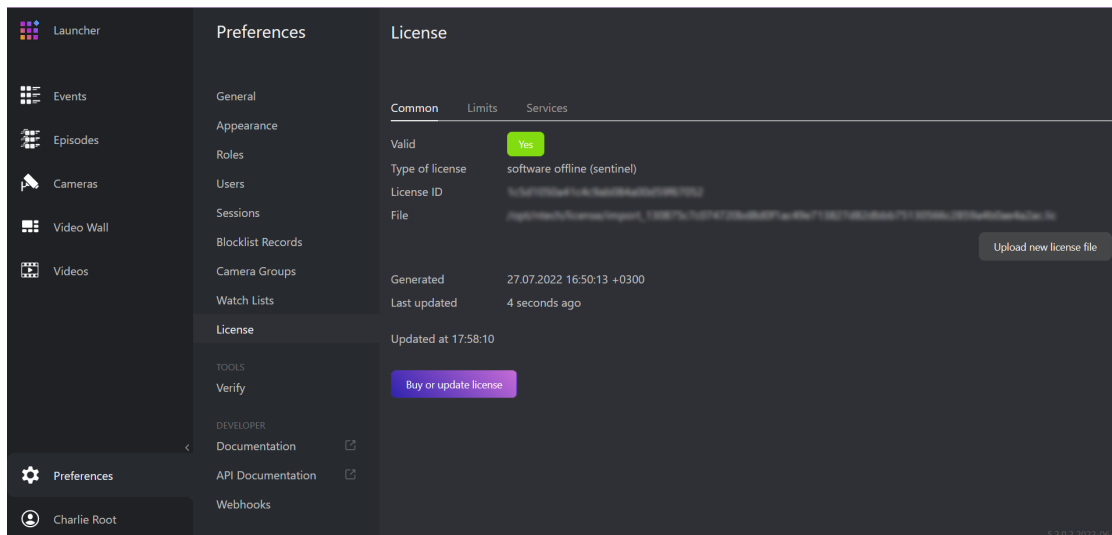 Launcher
Events
Episodes
Cameras
Video Wall
Videos
Preferences
Charlie Root
Preferences
General
Appearance
Roles
Users
Sessions
Blocklist Records
Camera Groups
Watch Lists
License
TOOLS
Verify
DEVELOPER
Documentation
API Documentation
Webhooks
License
Common Limits Services
Valid Yes
Type of license software offline (sentinel)
License ID
File
Upload new license file
Generated 27.07.2022 16:50:13 +0300
Last updated 4 seconds ago
Updated at 17:58:10
Buy or update license